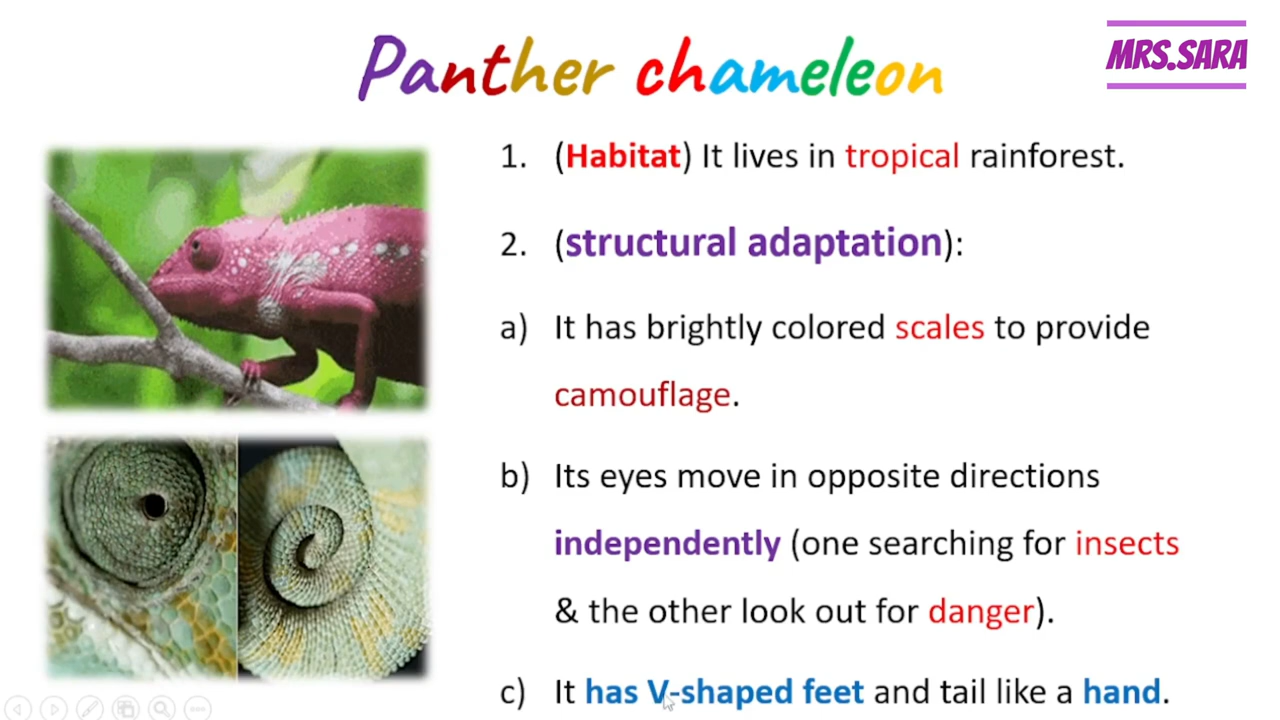 Panther chameleon
MRS.SARA
1. (Habitat) It lives in tropical rainforest.
2. (structural adaptation):
a) It has brightly colored scales to provide
camouflage.
b) Its eyes move in opposite directions
independently (one searching for insects
& the other look out for danger).
c) It has V-shaped feet and tail like a hand.